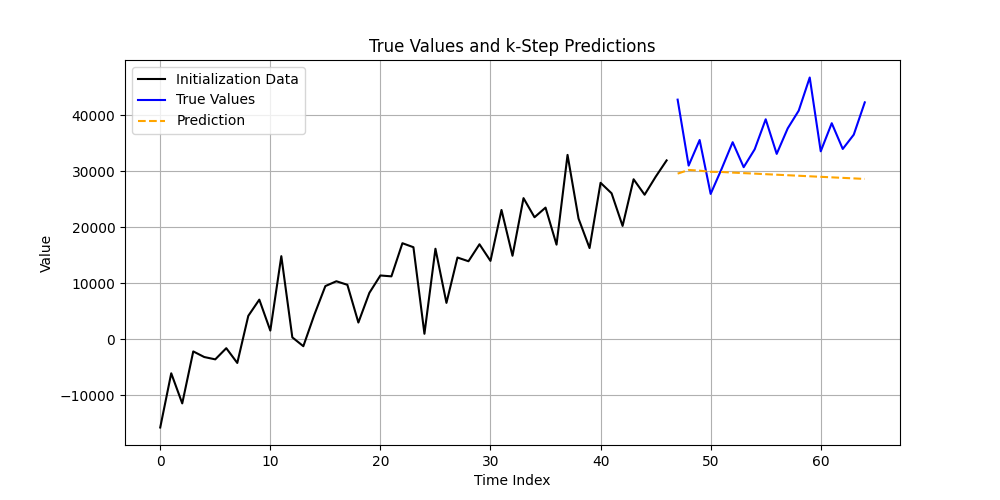 True Values and k-Step Predictions
Initialization Data
True Values
Prediction
Value
40000
30000
20000
10000
0
−10000
0 10 20 30 40 50 60
Time Index